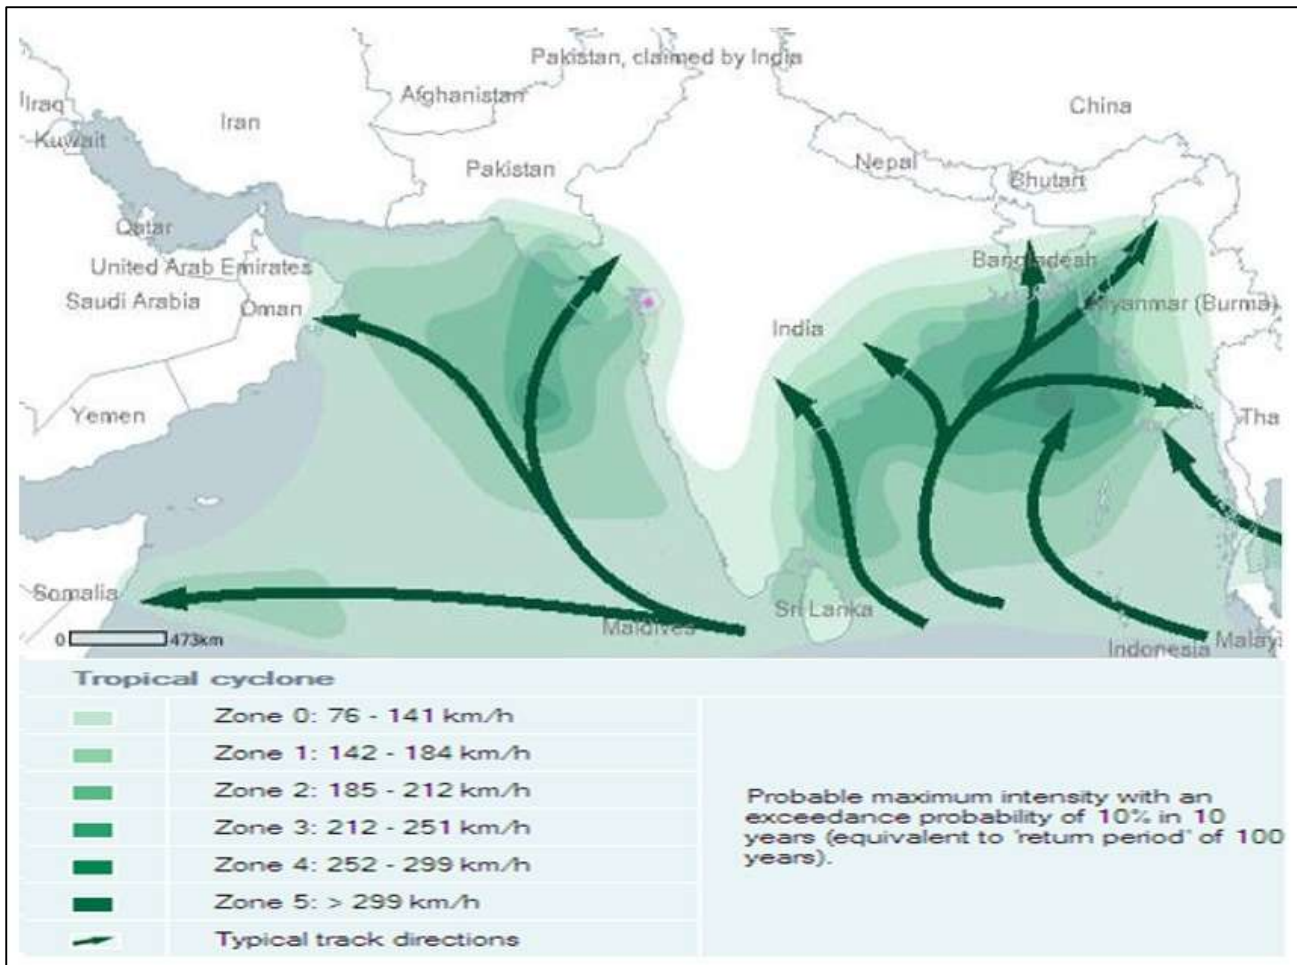 Pakistan, claimed by India
Afghanistan
China
Iraq
Iran
Kuwait
Pakistan
Nepal
Bhutan
Qatar
Bangladesh
United Arab Emirates
Saudi Arabia
Oman
Myanmar (Burma)
India
Yemen
Tha
Somalia
Sri Lanka
Maldives
0 473km
Indonesia
Malay
Tropical cyclone
Zone 0: 76 - 141 km/h
Zone 1: 142 - 184 km/h
Zone 2: 185 - 212 km/h
Zone 3: 212 - 251 km/h
Zone 4: 252 - 299 km/h
Zone 5: > 299 km/h
Typical track directions
Probable maximum intensity with an
exceedance probability of 10% in 10
years (equivalent to 'return period' of 100
years).